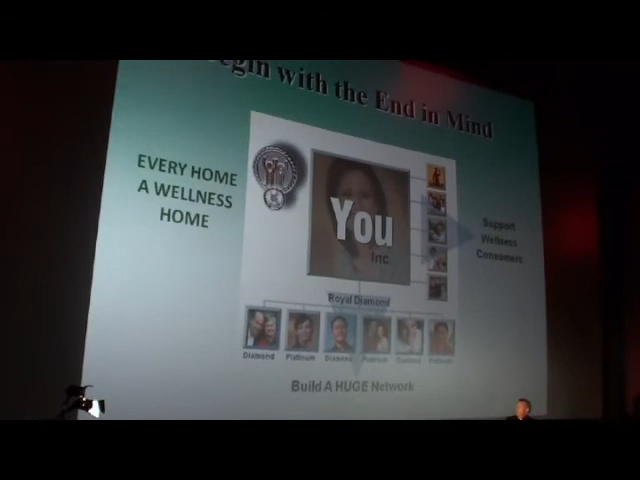 Begin with the End in Mind
EVERY HOME
A WELLNESS
HOME
You
Inc
Support
Wellness
Consumers
Royal Diamond
Diamond Platinum Diamond Platinum Diamond Platinum
Build A HUGE Network